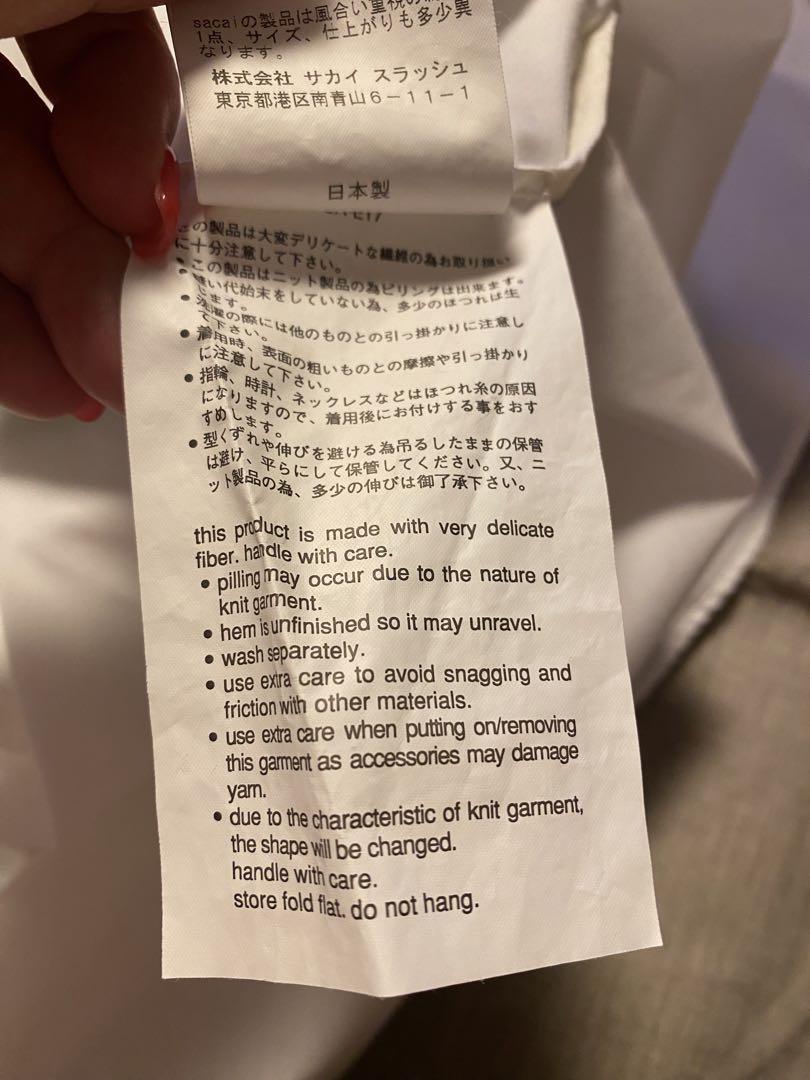 sacaiの製品は風合い重視の
1点、サイズ、仕上がりも多少異
なります。
株式会社 サカイ スラッシュ
東京都港区南青山6-11-1
日本製
この製品は大変デリケートな繊維の為お取り扱い
に十分注意して下さい。
● この製品はニット製品の為ピリングは出来ます。
● 縫い代始末をしていない為、多少のほつれは生
じます。
● 洗濯の際には他のものとの引っ掛かりに注意し
て下さい。
● 着用時、表面の粗いものとの摩擦や引っ掛かり
に注意して下さい。
● 指輪、時計、ネックレスなどはほつれ糸の原因
になりますので、着用後にお付けする事をおす
すめします。
● 型くずれや伸びを避ける為吊るしたままの保管
は避け、平らにして保管してください。又、ニ
ット製品の為、多少の伸びは御了承下さい。
this product is made with very delicate
fiber. handle with care.
● pilling may occur due to the nature of
knit garment.
● hem is unfinished so it may unravel.
● wash separately.
● use extra care to avoid snagging and
friction with other materials.
● use extra care when putting on/removing
this garment as accessories may damage
yarn.
● due to the characteristic of knit garment,
the shape will be changed.
handle with care.
store fold flat. do not hang.